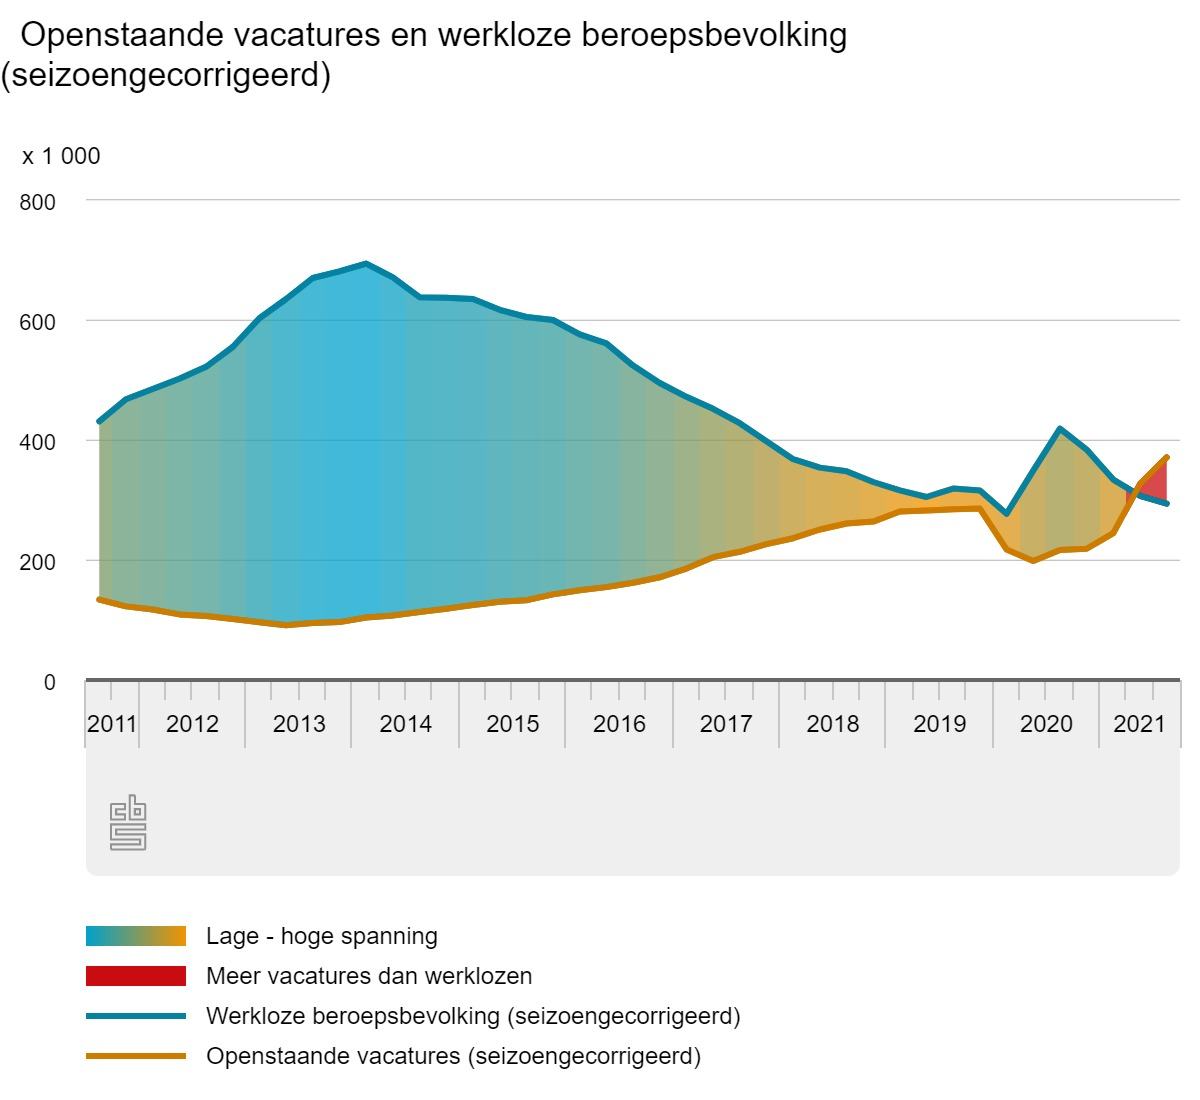 Openstaande vacatures en werkloze beroepsbevolking
(seizoengecorrigeerd)
x 1 000
800
600
400
200
0
2011 2012 2013 2014 2015 2016 2017 2018 2019 2020 2021
cbs
Lage - hoge spanning
Meer vacatures dan werklozen
Werkloze beroepsbevolking (seizoengecorrigeerd)
Openstaande vacatures (seizoengecorrigeerd)